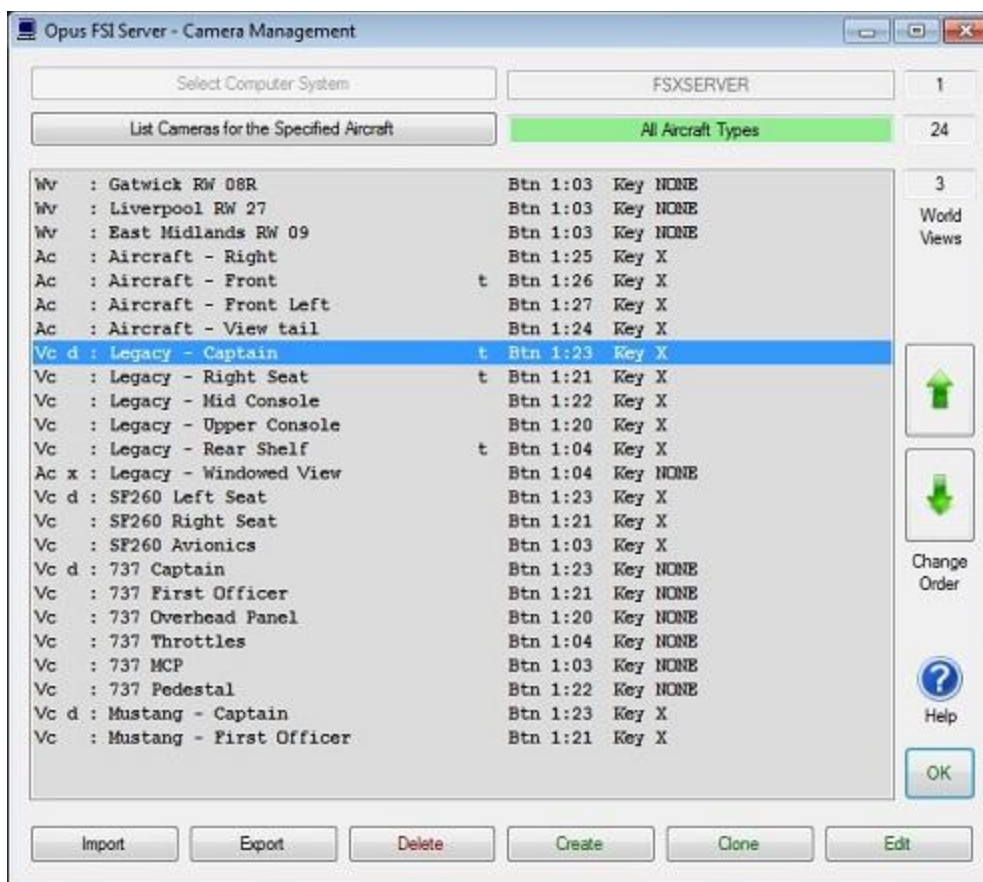 Opus FSI Server - Camera Management
Select Computer System FSXSERVER 1
List Cameras for the Specified Aircraft All Aircraft Types 24
Wv : Gatwick RW 08R Btn 1:03 Key NONE
Wv : Liverpool RW 27 Btn 1:03 Key NONE
Wv : East Midlands RW 09 Btn 1:03 Key NONE
Ac : Aircraft - Right Btn 1:25 Key X
Ac : Aircraft - Front t Btn 1:26 Key X
Ac : Aircraft - Front Left Btn 1:27 Key X
Ac : Aircraft - View tail Btn 1:24 Key X
Vc d : Legacy - Captain t Btn 1:23 Key X
Vc : Legacy - Right Seat t Btn 1:21 Key X
Vc : Legacy - Mid Console Btn 1:22 Key X
Vc : Legacy - Upper Console Btn 1:20 Key X
Vc : Legacy - Rear Shelf t Btn 1:04 Key X
Ac x : Legacy - Windowed View Btn 1:04 Key NONE
Vc d : SF260 Left Seat Btn 1:23 Key X
Vc : SF260 Right Seat Btn 1:21 Key X
Vc : SF260 Avionics Btn 1:03 Key X
Vc d : 737 Captain Btn 1:23 Key NONE
Vc : 737 First Officer Btn 1:21 Key NONE
Vc : 737 Overhead Panel Btn 1:20 Key NONE
Vc : 737 Throttles Btn 1:04 Key NONE
Vc : 737 MCP Btn 1:03 Key NONE
Vc : 737 Pedestal Btn 1:22 Key NONE
Vc d : Mustang - Captain Btn 1:23 Key X
Vc : Mustang - First Officer Btn 1:21 Key X
3
World
Views
Change
Order
?
Help
OK
Import Export Delete Create Clone Edit